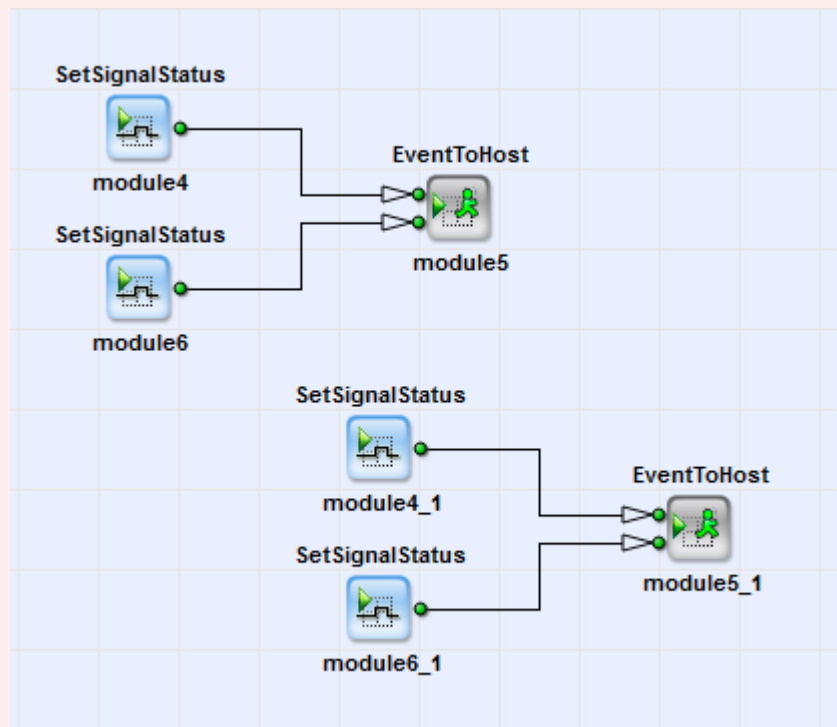 SetSignalStatus
module4
EventToHost
module5
SetSignalStatus
module6
SetSignalStatus
module4_1
EventToHost
module5_1
SetSignalStatus
module6_1